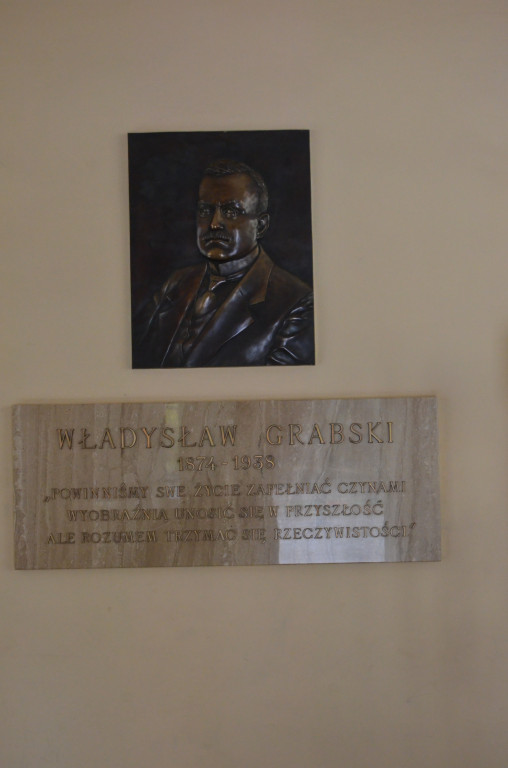 WŁADYSŁAW GRABSKI
1874-1938
„POWINNIŚMY SWE ŻYCIE ZAPEŁNIAĆ CZYNAMI
WYOBRAŹNIĄ UNOSIĆ SIĘ W PRZYSZŁOŚĆ
ALE ROZUMEM TRZYMAĆ SIĘ RZECZYWISTOŚCI”